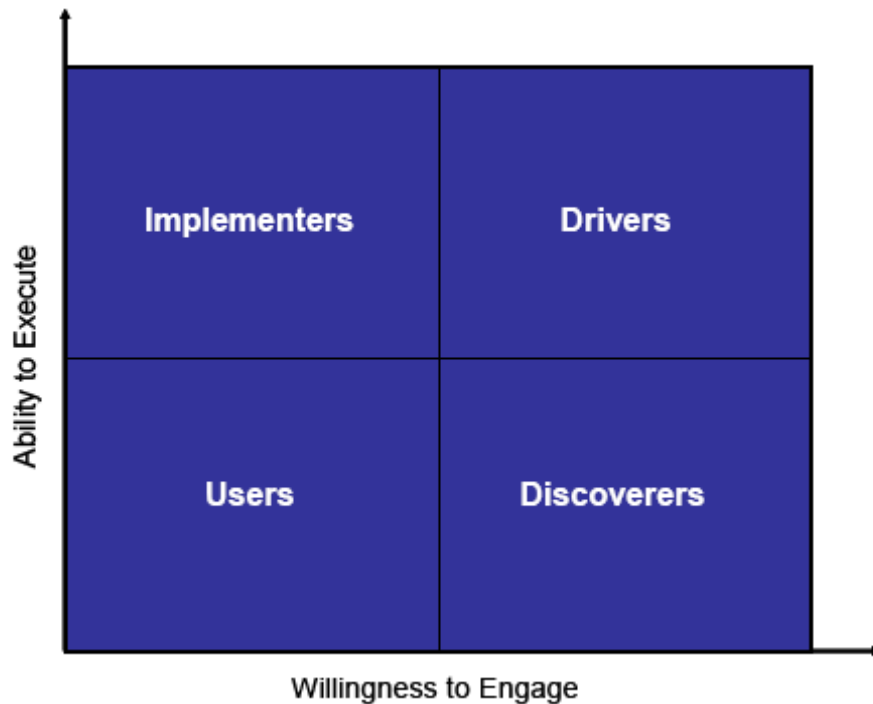 Implementers
Drivers
Ability to Execute
Users
Discoverers
Willingness to Engage